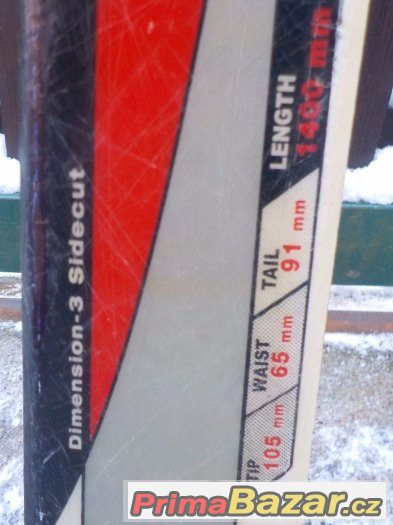 Dimension-3 Sidecut
LENGTH
1400 mm
TAIL
91 mm
WAIST
65 mm
TIP
105 mm
PrimaBazar.cz